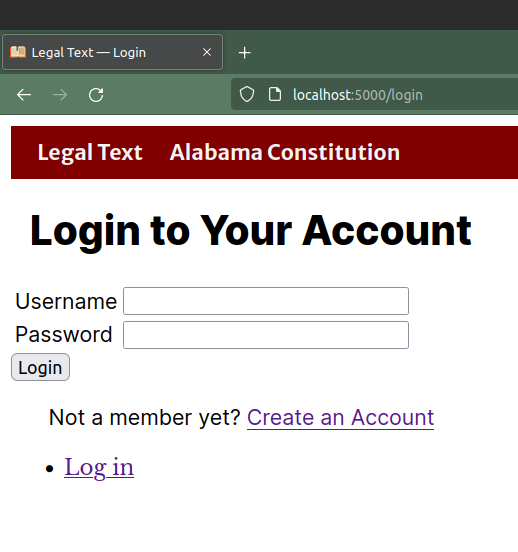 Legal Text — Login
localhost:5000/login
Legal Text Alabama Constitution
Login to Your Account
Username
Password
Login
Not a member yet? Create an Account
• Log in